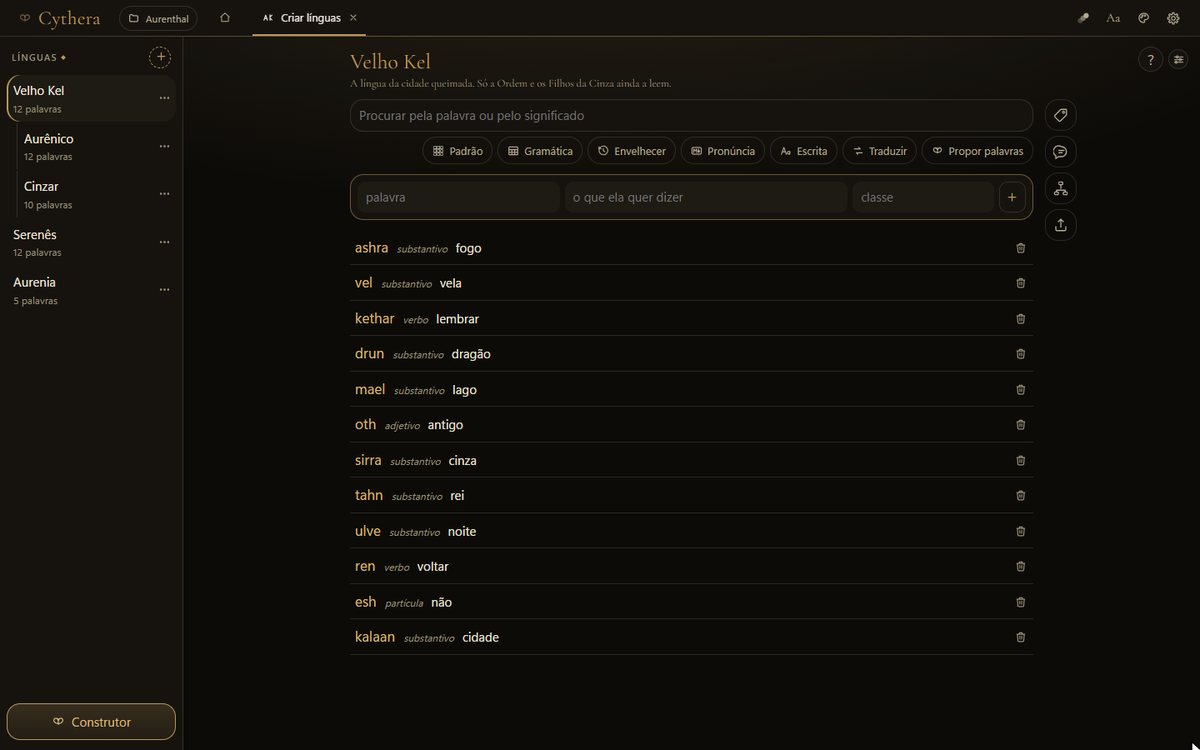 Cythera
Aurenthal
Criar línguas
Aa
LÍNGUAS
Velho Kel
12 palavras
Aurênico
12 palavras
Cinzar
10 palavras
Serenês
12 palavras
Aurenia
5 palavras
Construtor
Velho Kel
A língua da cidade queimada. Só a Ordem e os Filhos da Cinza ainda a leem.
?
Procurar pela palavra ou pelo significado
Padrão Gramática Envelhecer Pronúncia Aa Escrita Traduzir Propor palavras
palavra o que ela quer dizer classe +
ashra substantivo fogo
vel substantivo vela
kethar verbo lembrar
drun substantivo dragão
mael substantivo lago
oth adjetivo antigo
sirra substantivo cinza
tahn substantivo rei
ulve substantivo noite
ren verbo voltar
esh partícula não
kalaan substantivo cidade